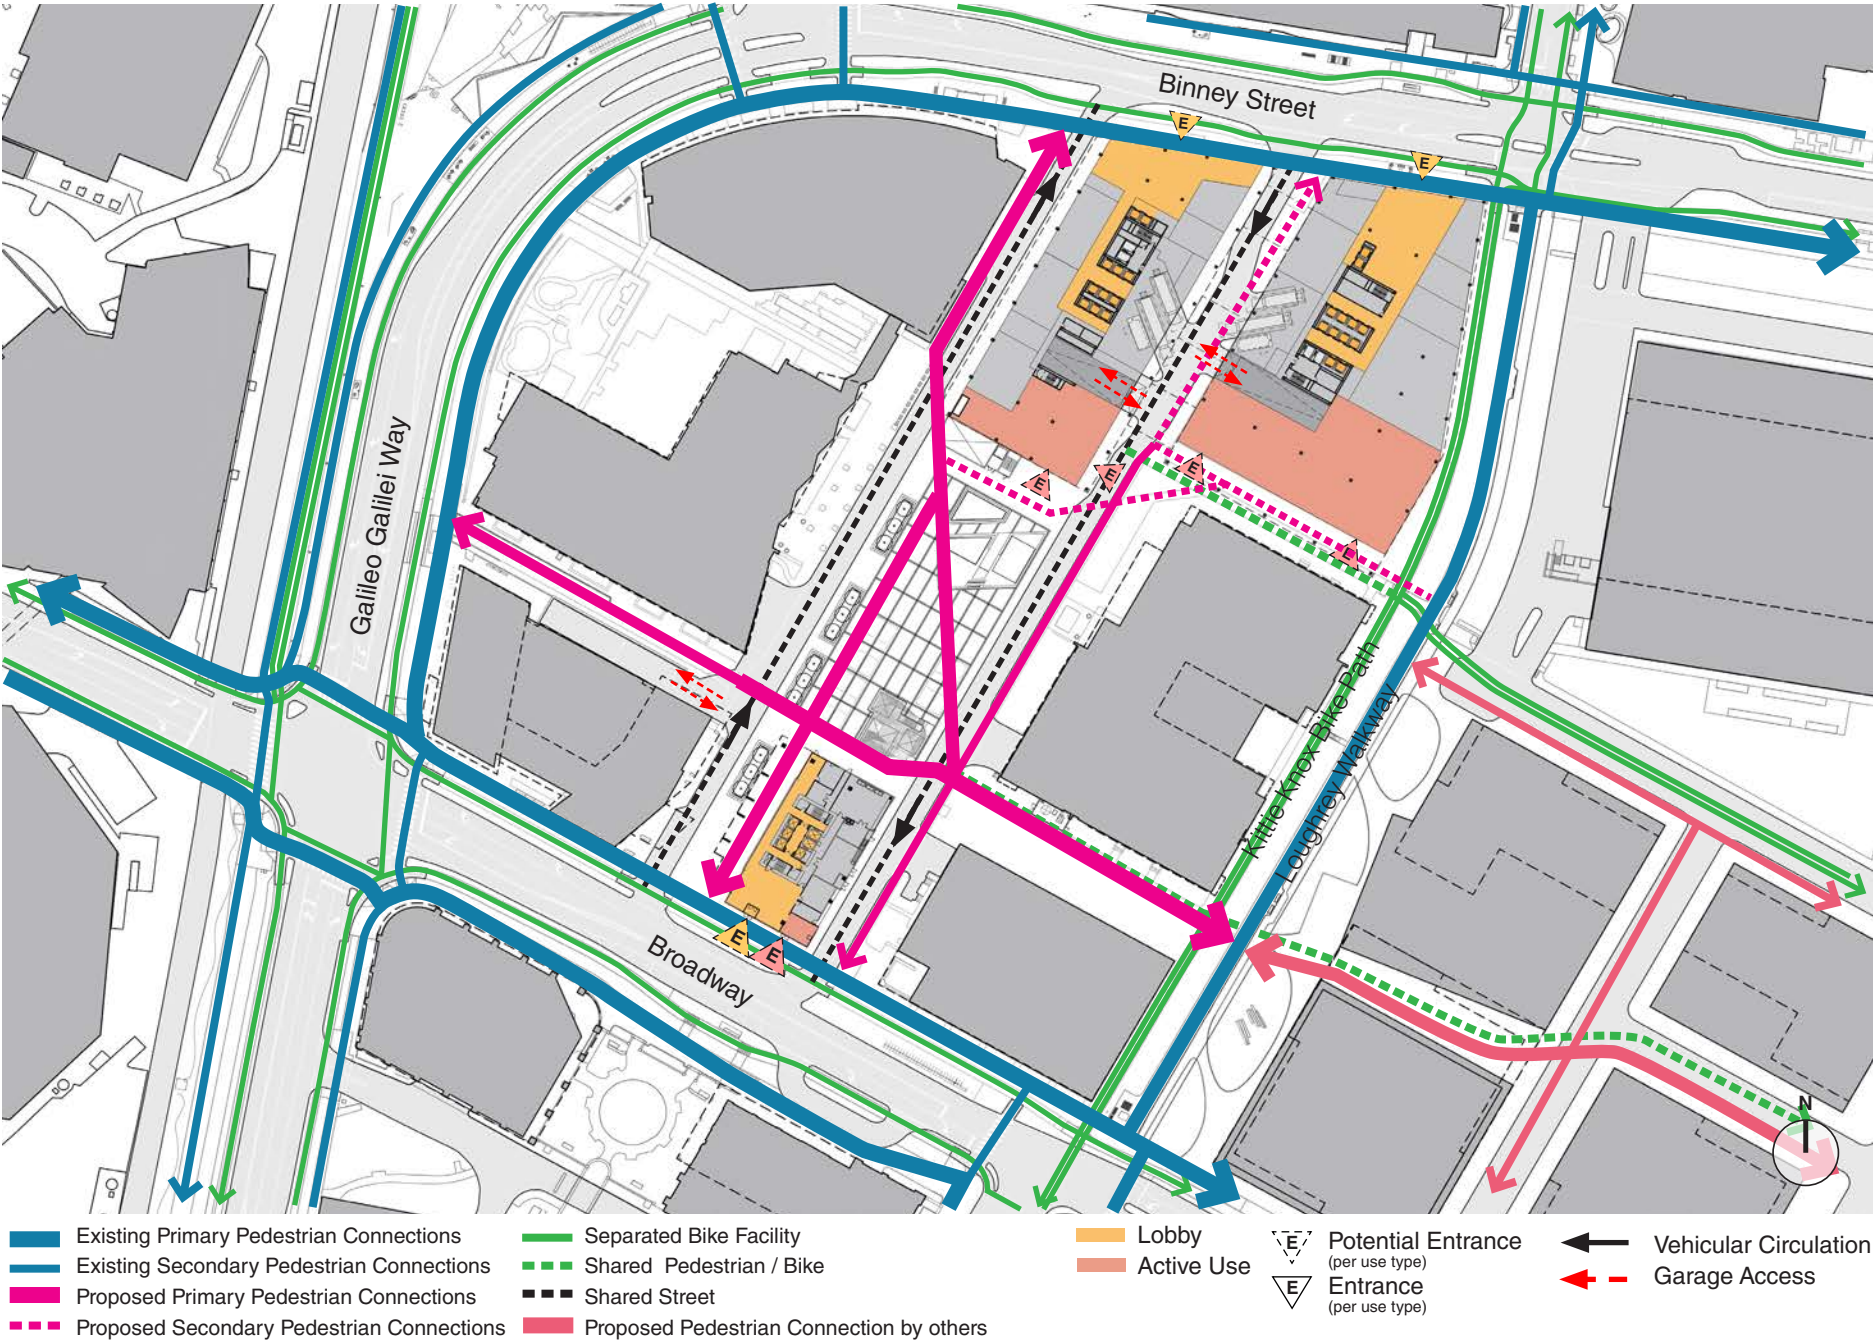 Binney Street
E
E
Galileo Galilei Way
E
E
E
E
Kittie Knox Bike Path
Loughrey Walkway
E
E
Broadway
N
Existing Primary Pedestrian Connections
Existing Secondary Pedestrian Connections
Proposed Primary Pedestrian Connections
Proposed Secondary Pedestrian Connections
Separated Bike Facility
Shared Pedestrian / Bike
Shared Street
Proposed Pedestrian Connection by others
Lobby
Active Use
E
Potential Entrance
(per use type)
E
Entrance
(per use type)
Vehicular Circulation
Garage Access